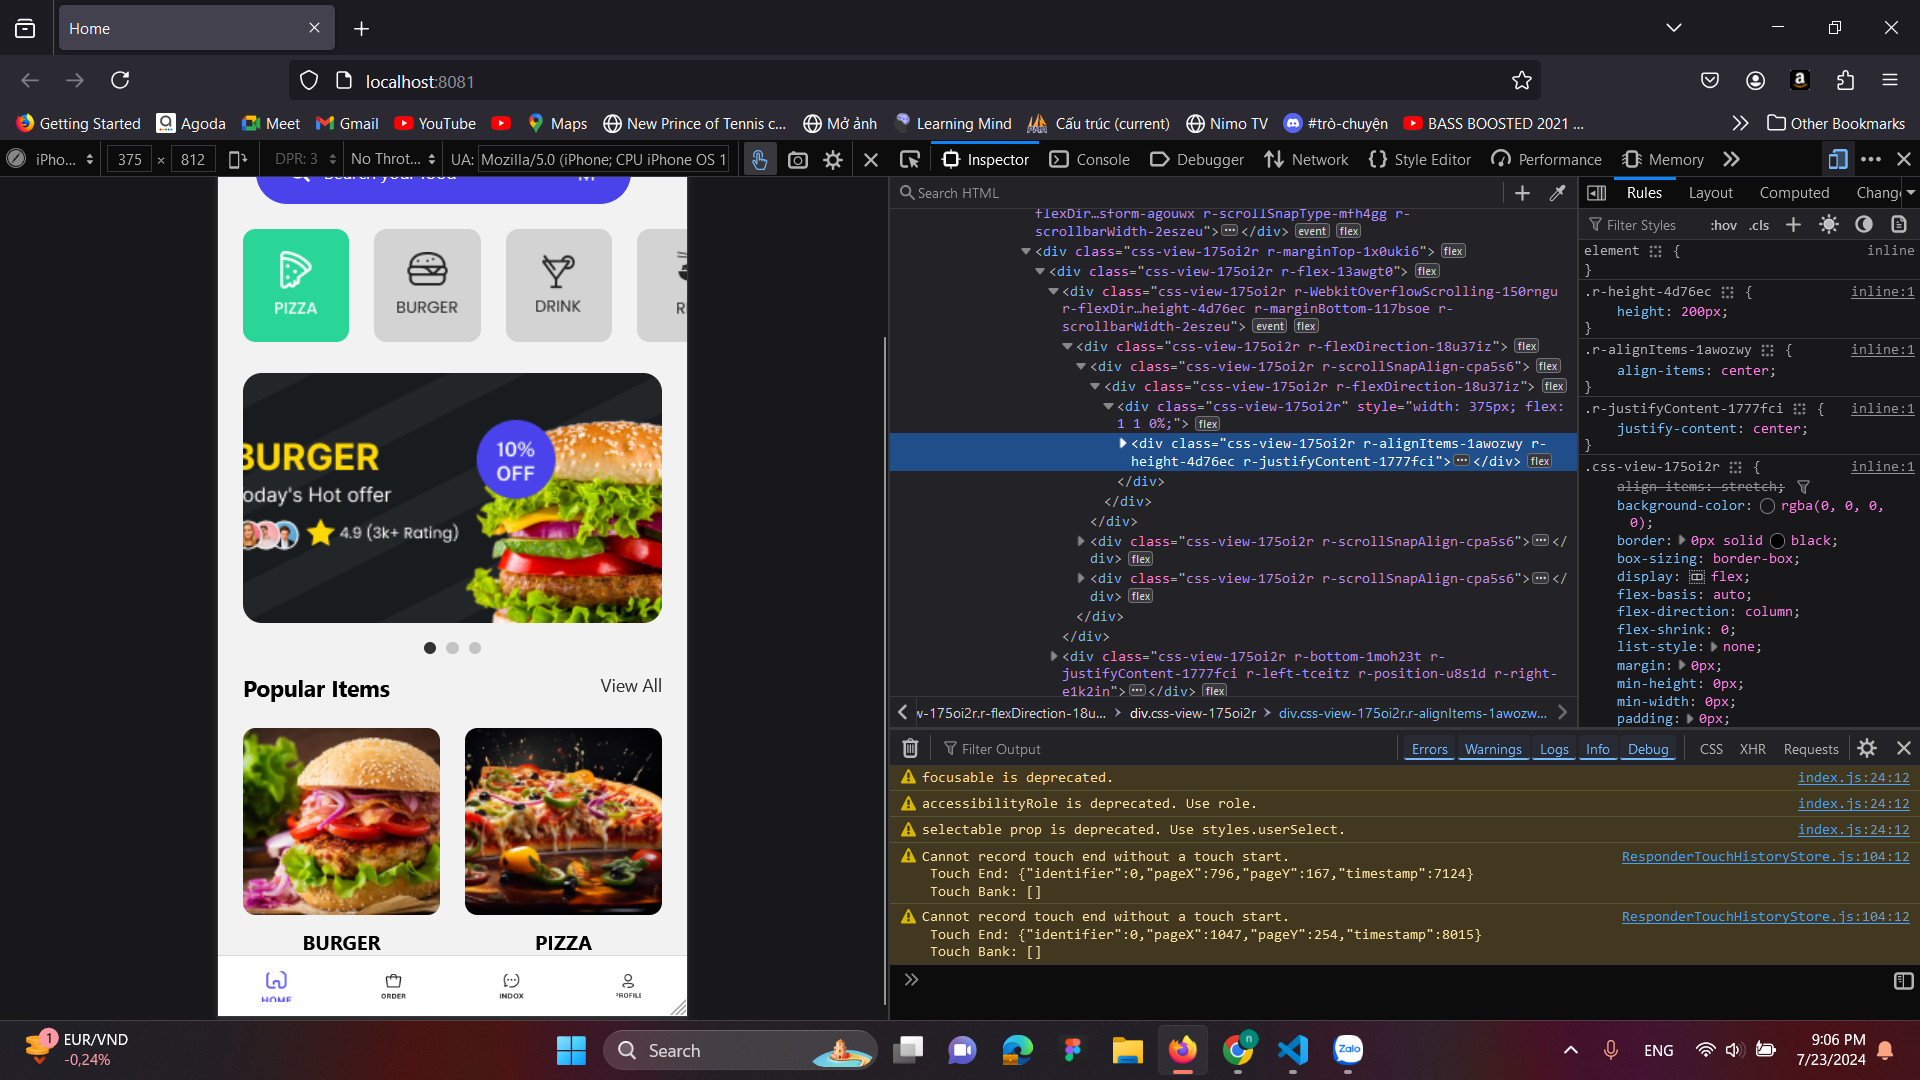 Home
localhost:8081
Getting Started
Agoda
Meet
Gmail
YouTube
Maps
New Prince of Tennis c...
Mở ảnh
Learning Mind
Cấu trúc (current)
Nimo TV
#trò-chuyện
BASS BOOSTED 2021 ...
Other Bookmarks
iPho...
375 × 812
DPR: 3
No Throt...
UA: Mozilla/5.0 (iPhone; CPU iPhone OS 1
Inspector
Console
Debugger
Network
Style Editor
Performance
Memory
Search your food
PIZZA
BURGER
DRINK
BURGER
oday's Hot offer
4.9 (3k+ Rating)
10%
OFF
Popular Items
View All
BURGER
PIZZA
HOME
ORDER
INDOX
PROFILE
Search HTML
flexDir…sform-agouwx r-scrollSnapType-mfh4gg r-
scrollbarWidth-2eszeu"></div> event flex
<div class="css-view-175oi2r r-marginTop-1x0uki6"> flex
<div class="css-view-175oi2r r-flex-13awgt0"> flex
<div class="css-view-175oi2r r-WebkitOverflowScrolling-150rngu
r-flexDir…height-4d76ec r-marginBottom-117bsoe r-
scrollbarWidth-2eszeu"> event flex
<div class="css-view-175oi2r r-flexDirection-18u37iz"> flex
<div class="css-view-175oi2r r-scrollSnapAlign-cpa5s6"> flex
<div class="css-view-175oi2r r-flexDirection-18u37iz"> flex
<div class="css-view-175oi2r" style="width: 375px; flex:
1 1 0%;"> flex
<div class="css-view-175oi2r r-alignItems-1awozwy r-
height-4d76ec r-justifyContent-1777fci"></div> flex
</div>
</div>
</div>
<div class="css-view-175oi2r r-scrollSnapAlign-cpa5s6"></
div> flex
<div class="css-view-175oi2r r-scrollSnapAlign-cpa5s6"></
div> flex
</div>
</div>
<div class="css-view-175oi2r r-bottom-1moh23t r-
justifyContent-1777fci r-left-tceitz r-position-u8s1d r-right-
e1k2in"></div> flex
v-175oi2r.r-flexDirection-18u...
div.css-view-175oi2r
div.css-view-175oi2r.r-alignItems-1awozw...
Rules
Layout
Computed
Chang
Filter Styles
:hov .cls
element { inline
}
.r-height-4d76ec { inline:1
height: 200px;
}
.r-alignItems-1awozwy { inline:1
align-items: center;
}
.r-justifyContent-1777fci { inline:1
justify-content: center;
}
.css-view-175oi2r { inline:1
align-items: stretch;
background-color: rgba(0, 0, 0,
0);
border: 0px solid black;
box-sizing: border-box;
display: flex;
flex-basis: auto;
flex-direction: column;
flex-shrink: 0;
list-style: none;
margin: 0px;
min-height: 0px;
min-width: 0px;
padding: 0px;
Filter Output
Errors
Warnings
Logs
Info
Debug
CSS
XHR
Requests
focusable is deprecated. index.js:24:12
accessibilityRole is deprecated. Use role. index.js:24:12
selectable prop is deprecated. Use styles.userSelect. index.js:24:12
Cannot record touch end without a touch start. ResponderTouchHistoryStore.js:104:12
Touch End: {"identifier":0,"pageX":796,"pageY":167,"timestamp":7124}
Touch Bank: []
Cannot record touch end without a touch start. ResponderTouchHistoryStore.js:104:12
Touch End: {"identifier":0,"pageX":1047,"pageY":254,"timestamp":8015}
Touch Bank: []
1
EUR/VND
-0,24%
Search
n
Zalo
ENG
9:06 PM
7/23/2024